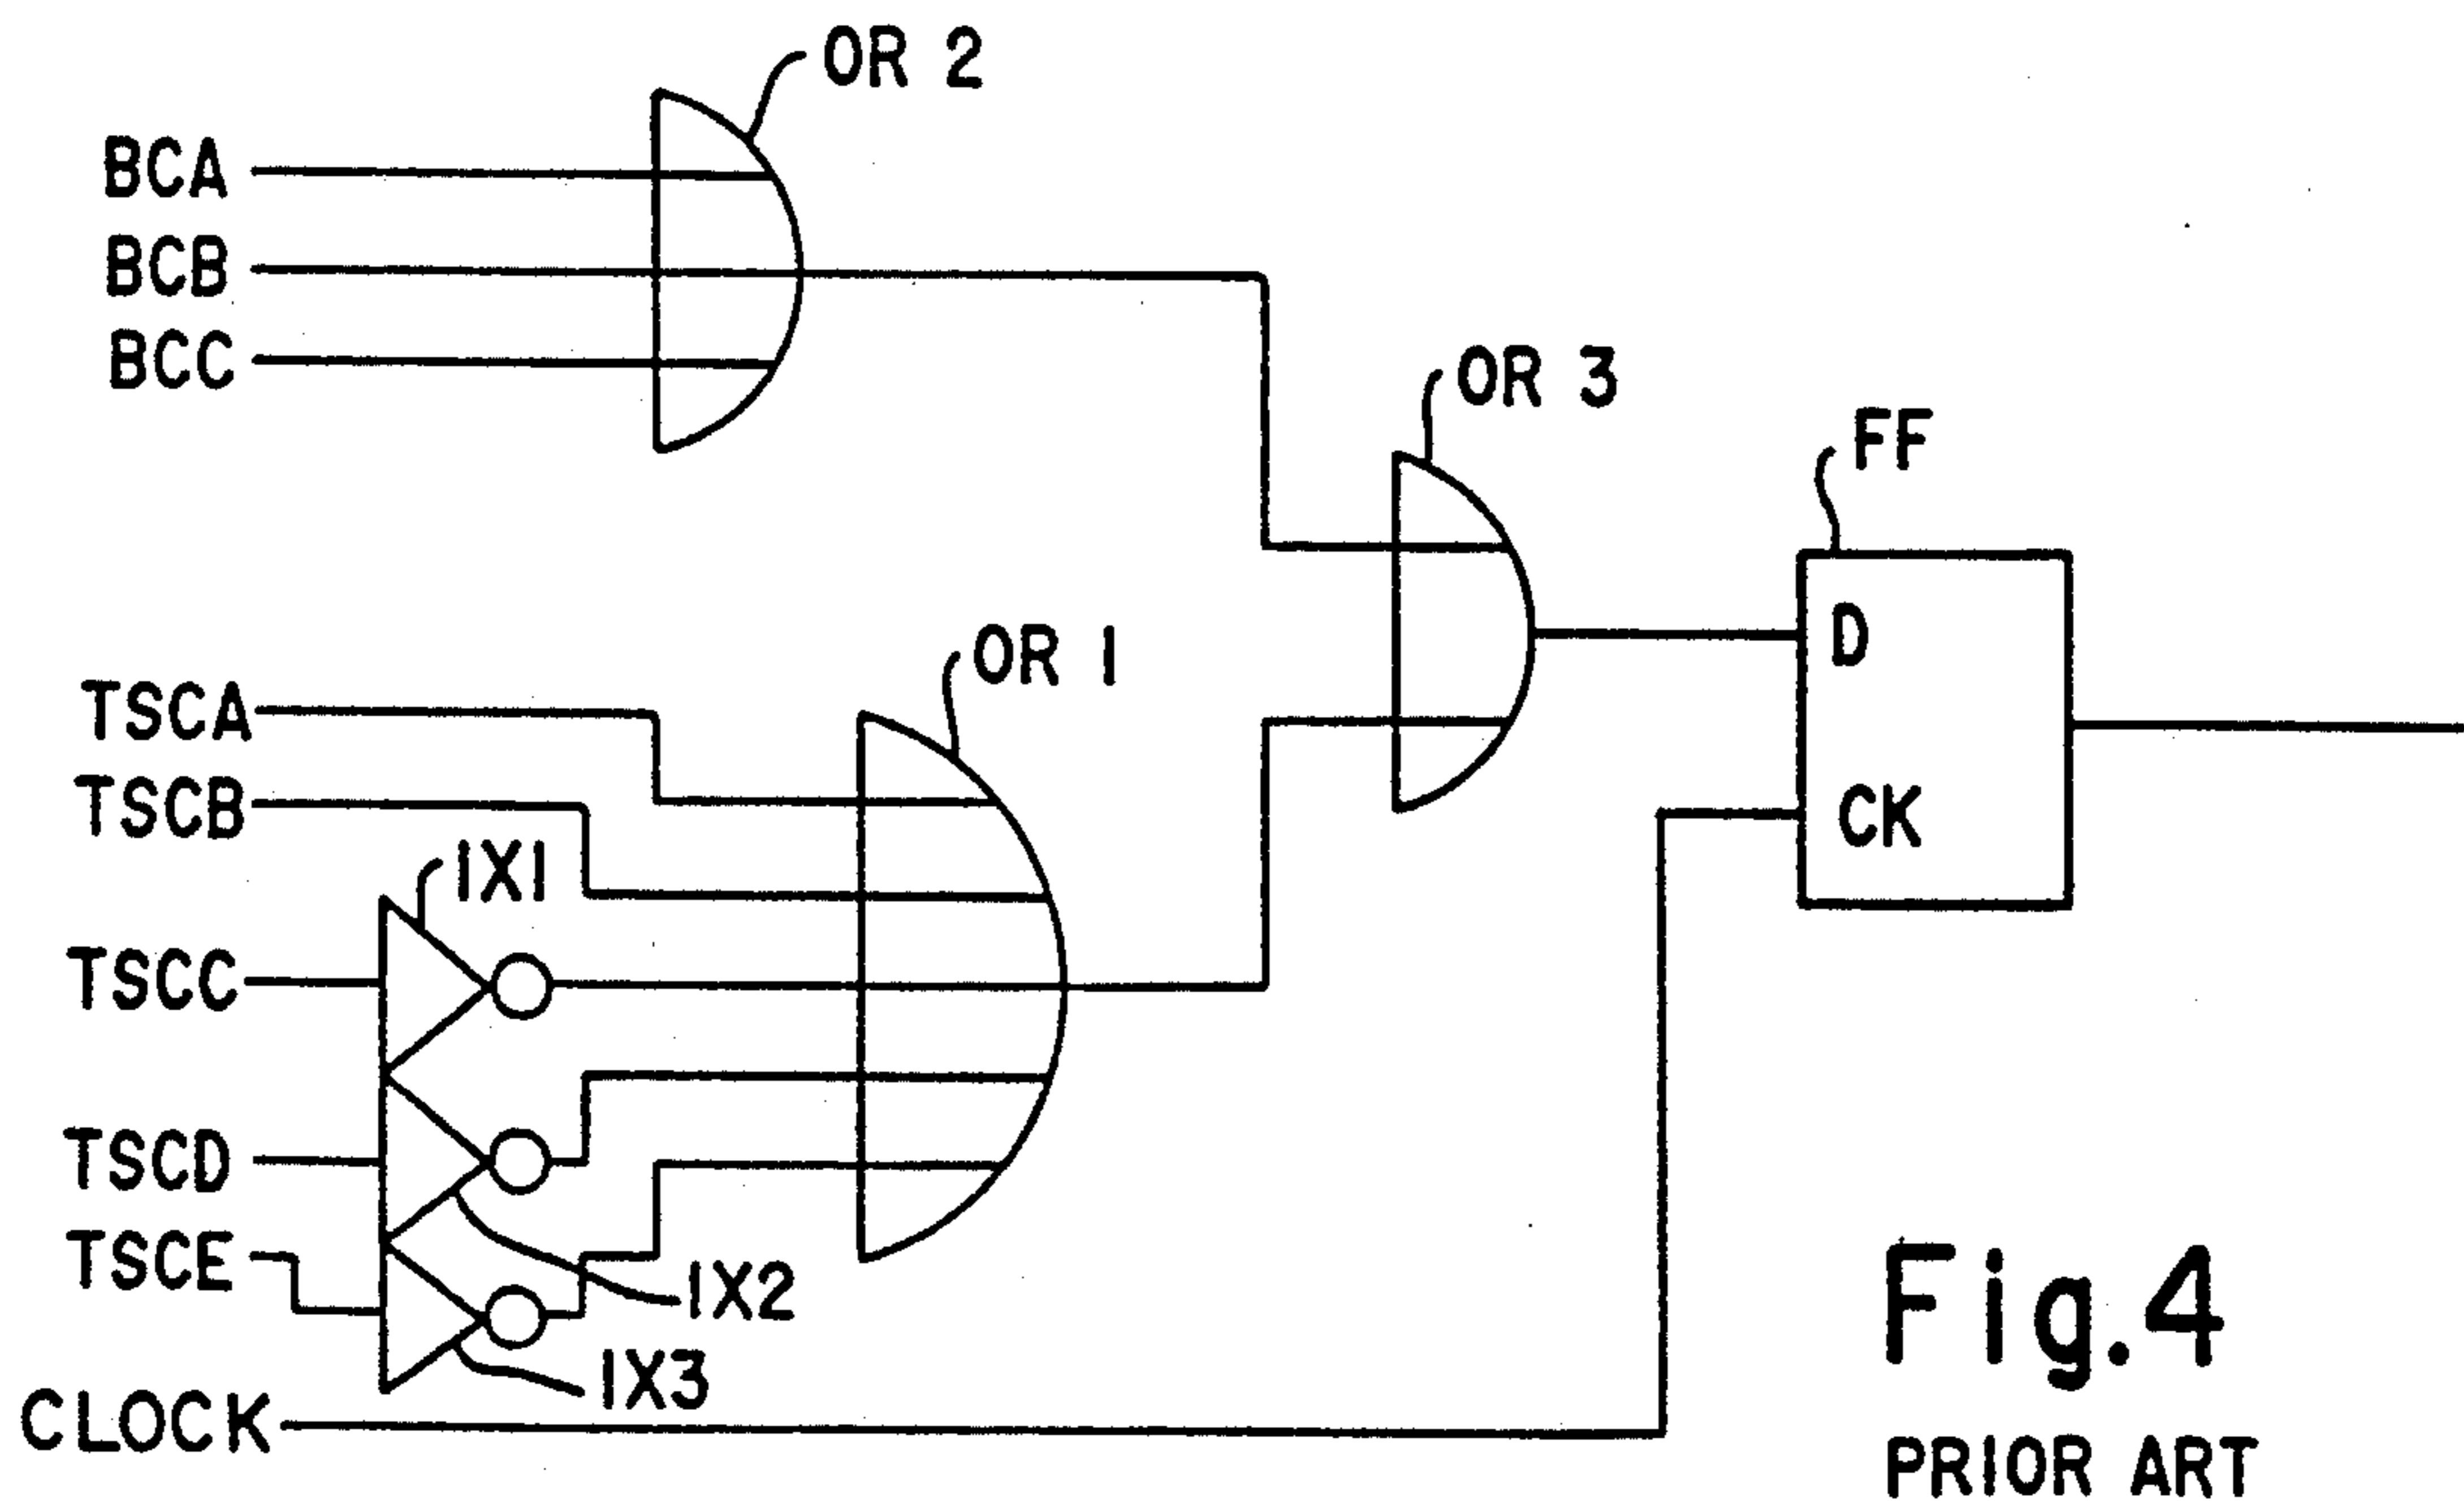 OR 2
BCA
BCB
BCC
OR 3
FF
D
CK
OR 1
TSCA
TSCB
IX1
TSCC
TSCD
TSCE
IX2
IX3
CLOCK
Fig.4
PRIOR ART